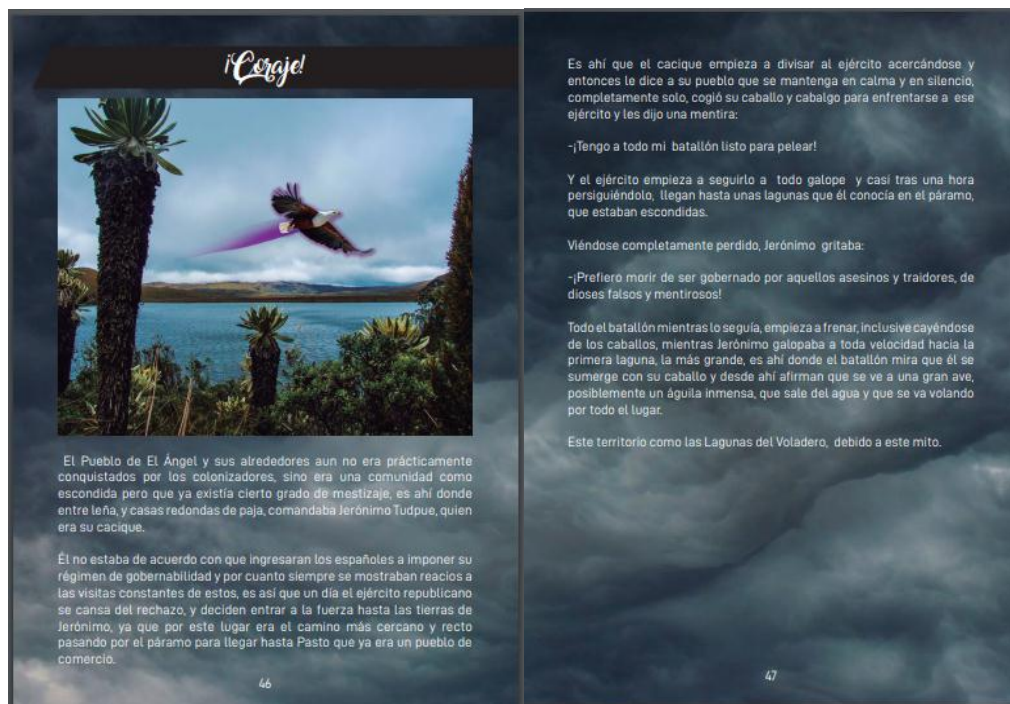 ¡Coraje!
El Pueblo de El Ángel y sus alrededores aun no era prácticamente
conquistados por los colonizadores, sino era una comunidad como
escondida pero que ya existía cierto grado de mestizaje, es ahí donde
entre leña, y casas redondas de paja, comandaba Jerónimo Tudpue, quien
era su cacique.
Él no estaba de acuerdo con que ingresaran los españoles a imponer su
régimen de gobernabilidad y por cuanto siempre se mostraban reacios a
las visitas constantes de estos, es así que un día el ejército republicano
se cansa del rechazo, y deciden entrar a la fuerza hasta las tierras de
Jerónimo, ya que por este lugar era el camino más cercano y recto
pasando por el páramo para llegar hasta Pasto que ya era un pueblo de
comercio.
46
Es ahí que el cacique empieza a divisar al ejército acercándose y
entonces le dice a su pueblo que se mantenga en calma y en silencio,
completamente solo, cogió su caballo y cabalgo para enfrentarse a ese
ejército y les dijo una mentira:
-¡Tengo a todo mi batallón listo para pelear!
Y el ejército empieza a seguirlo a todo galope y casi tras una hora
persiguiéndolo, llegan hasta unas lagunas que él conocía en el páramo,
que estaban escondidas.
Viéndose completamente perdido, Jerónimo gritaba:
-¡Prefiero morir de ser gobernado por aquellos asesinos y traidores, de
dioses falsos y mentirosos!
Todo el batallón mientras lo seguía, empieza a frenar, inclusive cayéndose
de los caballos, mientras Jerónimo galopaba a toda velocidad hacia la
primera laguna, la más grande, es ahí donde el batallón mira que él se
sumerge con su caballo y desde ahí afirman que se ve a una gran ave,
posiblemente un águila inmensa, que sale del agua y que se va volando
por todo el lugar.
Este territorio como las Lagunas del Voladero, debido a este mito.
47